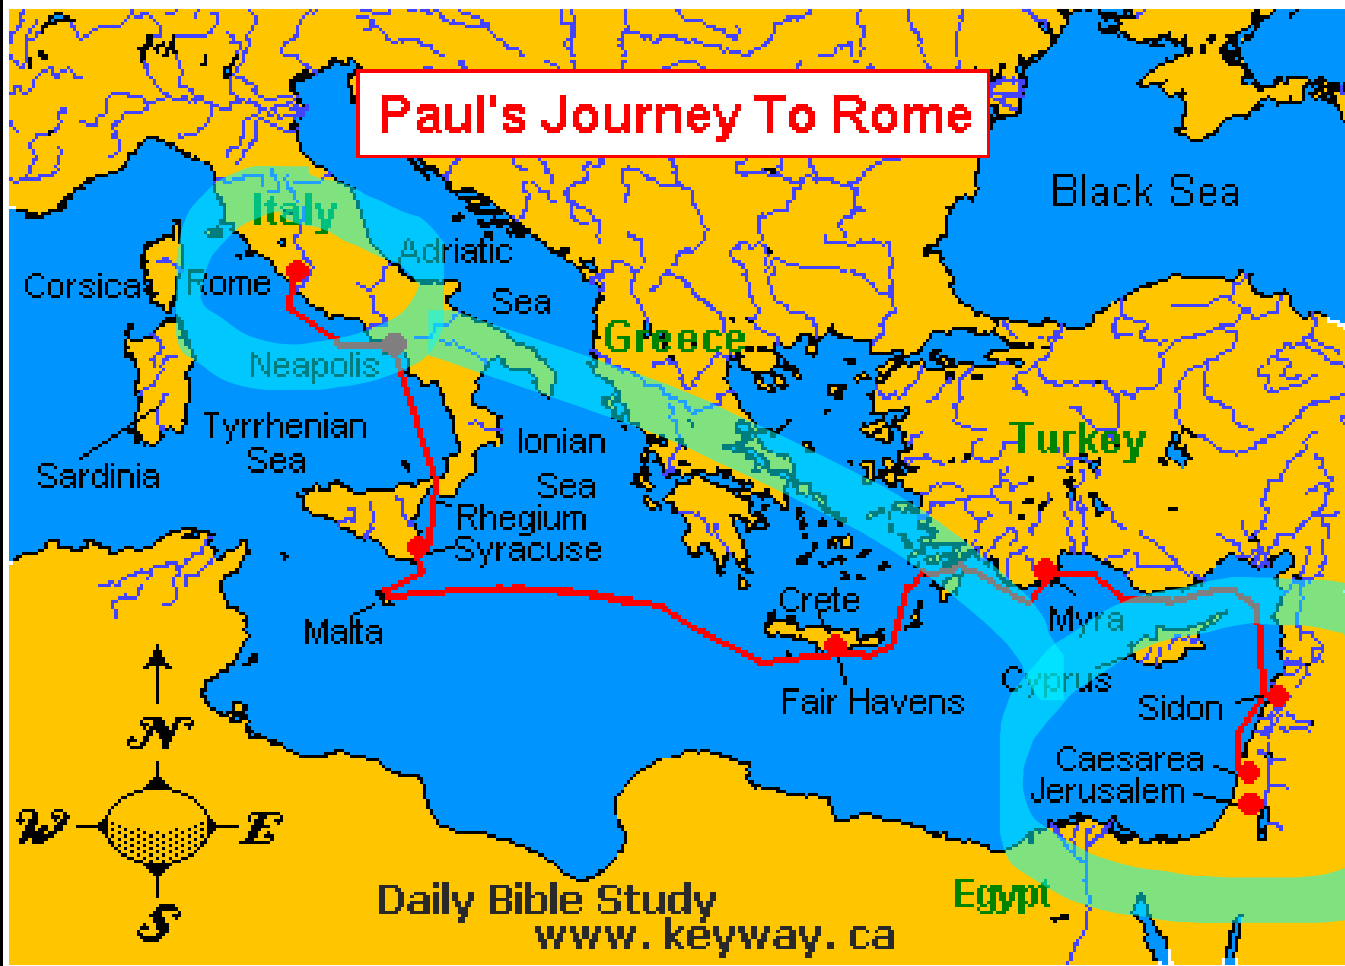 Paul's Journey To Rome
Black Sea
Italy
Adriatic
Sea
Corsica
Rome
Greece
Neapolis
Tyrrhenian
Sea
Ionian
Sea
Turkey
Sardinia
Rhegium
Syracuse
Crete
Malta
Myra
Cyprus
Fair Havens
Sidon
Caesarea
Jerusalem
N
W E
S
Egypt
Daily Bible Study
www.keyway.ca